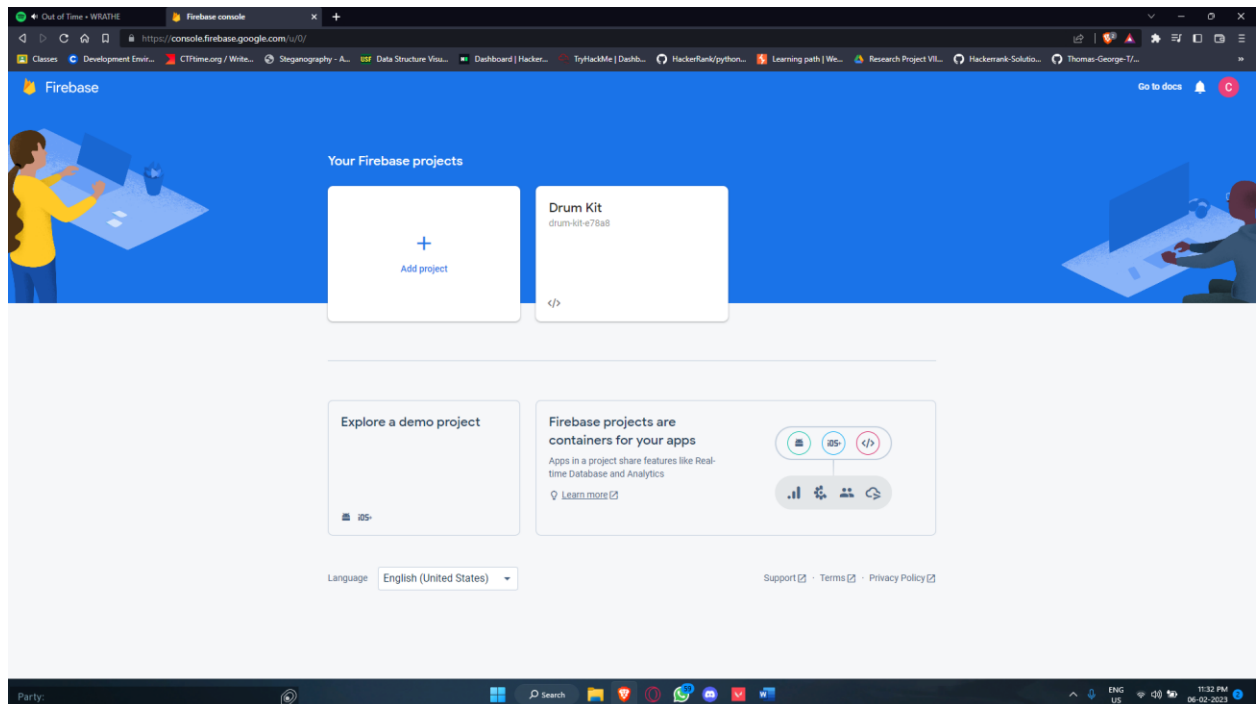 Out of Time • WRATHE
Firebase console
https://console.firebase.google.com/u/0/
Classes
Development Envir...
CTFtime.org / Write...
Steganography - A...
Data Structure Visu...
Dashboard | Hacker...
TryHackMe | Dashb...
HackerRank/python...
Learning path | We...
Research Project VII...
Hackerrank-Solutio...
Thomas-George-T/...
Firebase
Go to docs
C
Your Firebase projects
Add project
Drum Kit
drum-kit-e78a8
</>
Explore a demo project
iOS+
Firebase projects are
containers for your apps
Apps in a project share features like Real-
time Database and Analytics
Learn more
iOS+
</>
Language
English (United States)
Support · Terms · Privacy Policy
Party:
Search
ENG
US
11:32 PM
06-02-2023
2